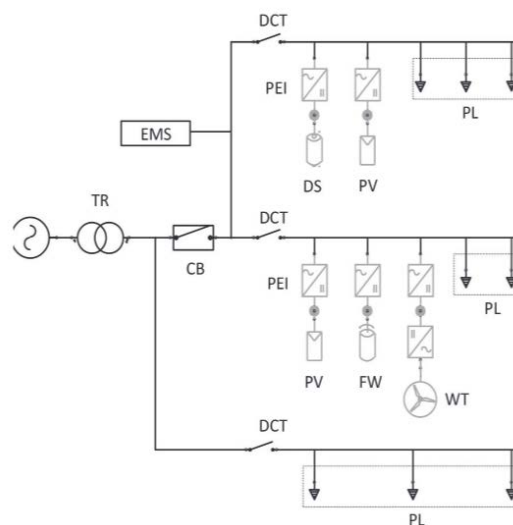 DCT
PEI
PL
EMS
DS PV
TR
DCT
CB
PEI
PL
PV FW WT
DCT
PL